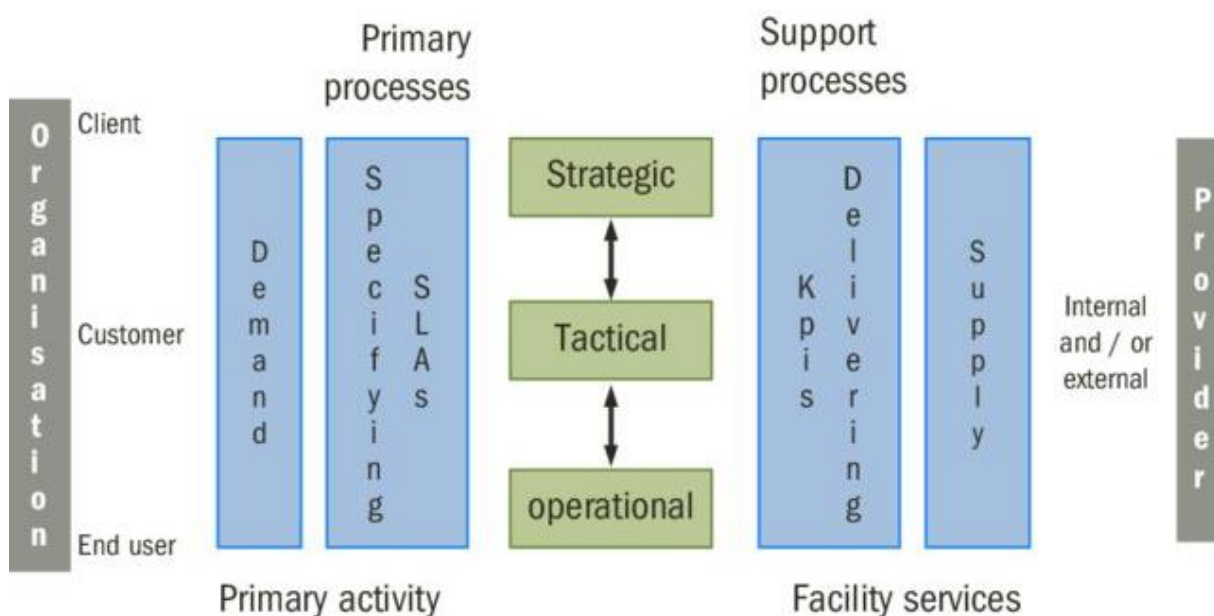 Primary
processes
Support
processes
Organisation
Client
Customer
End user
Demand
Specifying
SLAs
Strategic
Tactical
operational
Kpis
Delivering
Supply
Internal
and / or
external
Provider
Primary activity
Facility services